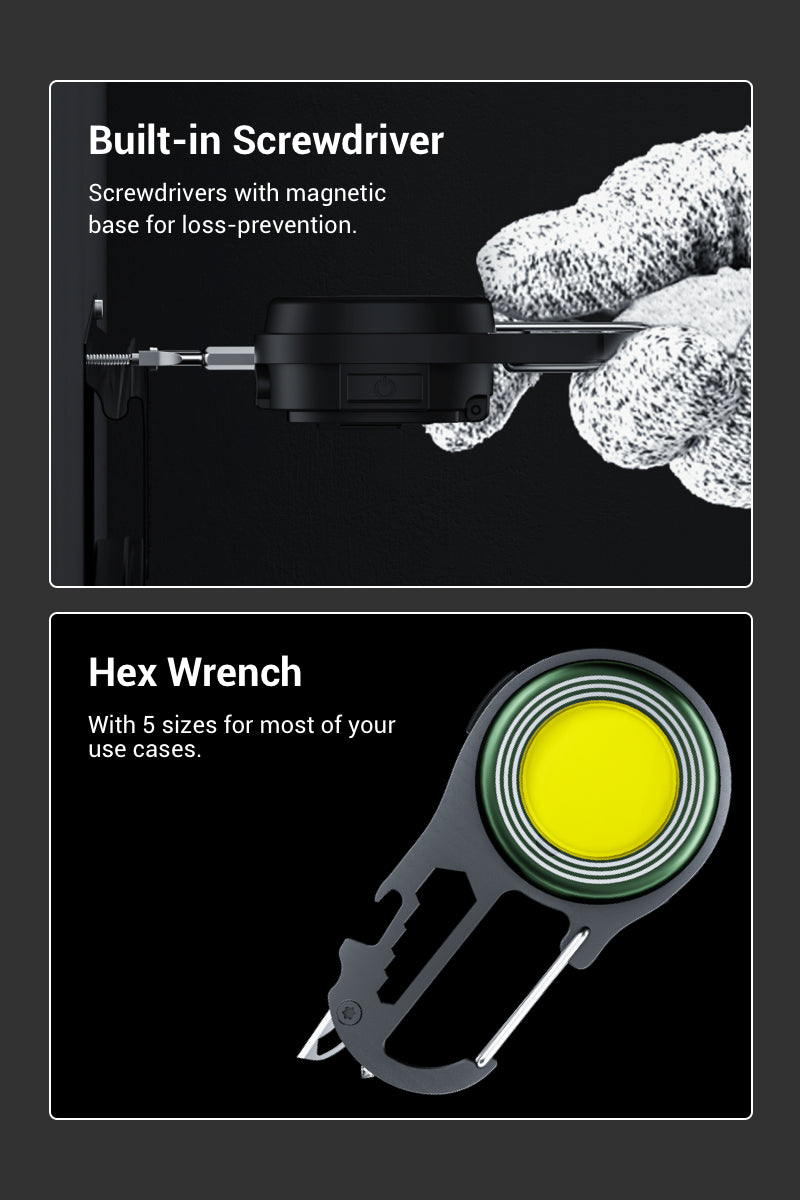 Built-in Screwdriver
Screwdrivers with magnetic
base for loss-prevention.
Hex Wrench
With 5 sizes for most of your
use cases.